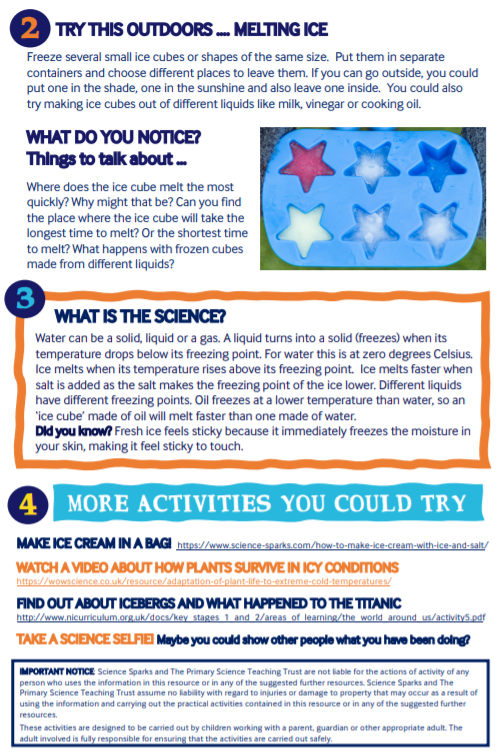 2 TRY THIS OUTDOORS .... MELTING ICE
Freeze several small ice cubes or shapes of the same size. Put them in separate
containers and choose different places to leave them. If you can go outside, you could
put one in the shade, one in the sunshine and also leave one inside. You could also
try making ice cubes out of different liquids like milk, vinegar or cooking oil.
WHAT DO YOU NOTICE?
Things to talk about ...
Where does the ice cube melt the most
quickly? Why might that be? Can you find
the place where the ice cube will take the
longest time to melt? Or the shortest time
to melt? What happens with frozen cubes
made from different liquids?
3
WHAT IS THE SCIENCE?
Water can be a solid, liquid or a gas. A liquid turns into a solid (freezes) when its
temperature drops below its freezing point. For water this is at zero degrees Celsius.
Ice melts when its temperature rises above its freezing point. Ice melts faster when
salt is added as the salt makes the freezing point of the ice lower. Different liquids
have different freezing points. Oil freezes at a lower temperature than water, so an
'ice cube' made of oil will melt faster than one made of water.
Did you know? Fresh ice feels sticky because it immediately freezes the moisture in
your skin, making it feel sticky to touch.
4 MORE ACTIVITIES YOU COULD TRY
MAKE ICE CREAM IN A BAG! https://www.science-sparks.com/how-to-make-ice-cream-with-ice-and-salt/
WATCH A VIDEO ABOUT HOW PLANTS SURVIVE IN ICY CONDITIONS
https://wowscience.co.uk/resource/adaptation-of-plant-life-to-extreme-cold-temperatures/
FIND OUT ABOUT ICEBERGS AND WHAT HAPPENED TO THE TITANIC
http://www.nicurriculum.org.uk/docs/key_stages_1_and_2/areas_of_learning/the_world_around_us/activity5.pdf
TAKE A SCIENCE SELFIE! Maybe you could show other people what you have been doing?
IMPORTANT NOTICE: Science Sparks and The Primary Science Teaching Trust are not liable for the actions of activity of any
person who uses the information in this resource or in any of the suggested further resources. Science Sparks and The
Primary Science Teaching Trust assume no liability with regard to injuries or damage to property that may occur as a result of
using the information and carrying out the practical activities contained in this resource or in any of the suggested further
resources.
These activities are designed to be carried out by children working with a parent, guardian or other appropriate adult. The
adult involved is fully responsible for ensuring that the activities are carried out safely.